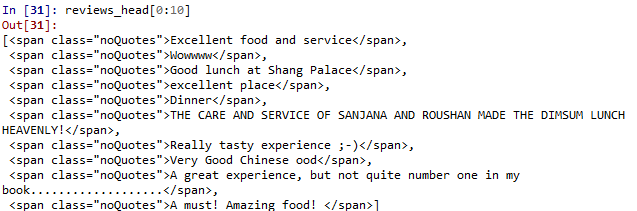 In [31]: reviews_head[0:10]
Out[31]:
[<span class="noQuotes">Excellent food and service</span>,
 <span class="noQuotes">Wowwww</span>,
 <span class="noQuotes">Good lunch at Shang Palace</span>,
 <span class="noQuotes">excellent place</span>,
 <span class="noQuotes">Dinner</span>,
 <span class="noQuotes">THE CARE AND SERVICE OF SANJANA AND ROUSHAN MADE THE DIMSUM LUNCH
HEAVENLY!</span>,
 <span class="noQuotes">Really tasty experience ;-)</span>,
 <span class="noQuotes">Very Good Chinese ood</span>,
 <span class="noQuotes">A great experience, but not quite number one in my
book...................</span>,
 <span class="noQuotes">A must! Amazing food! </span>]